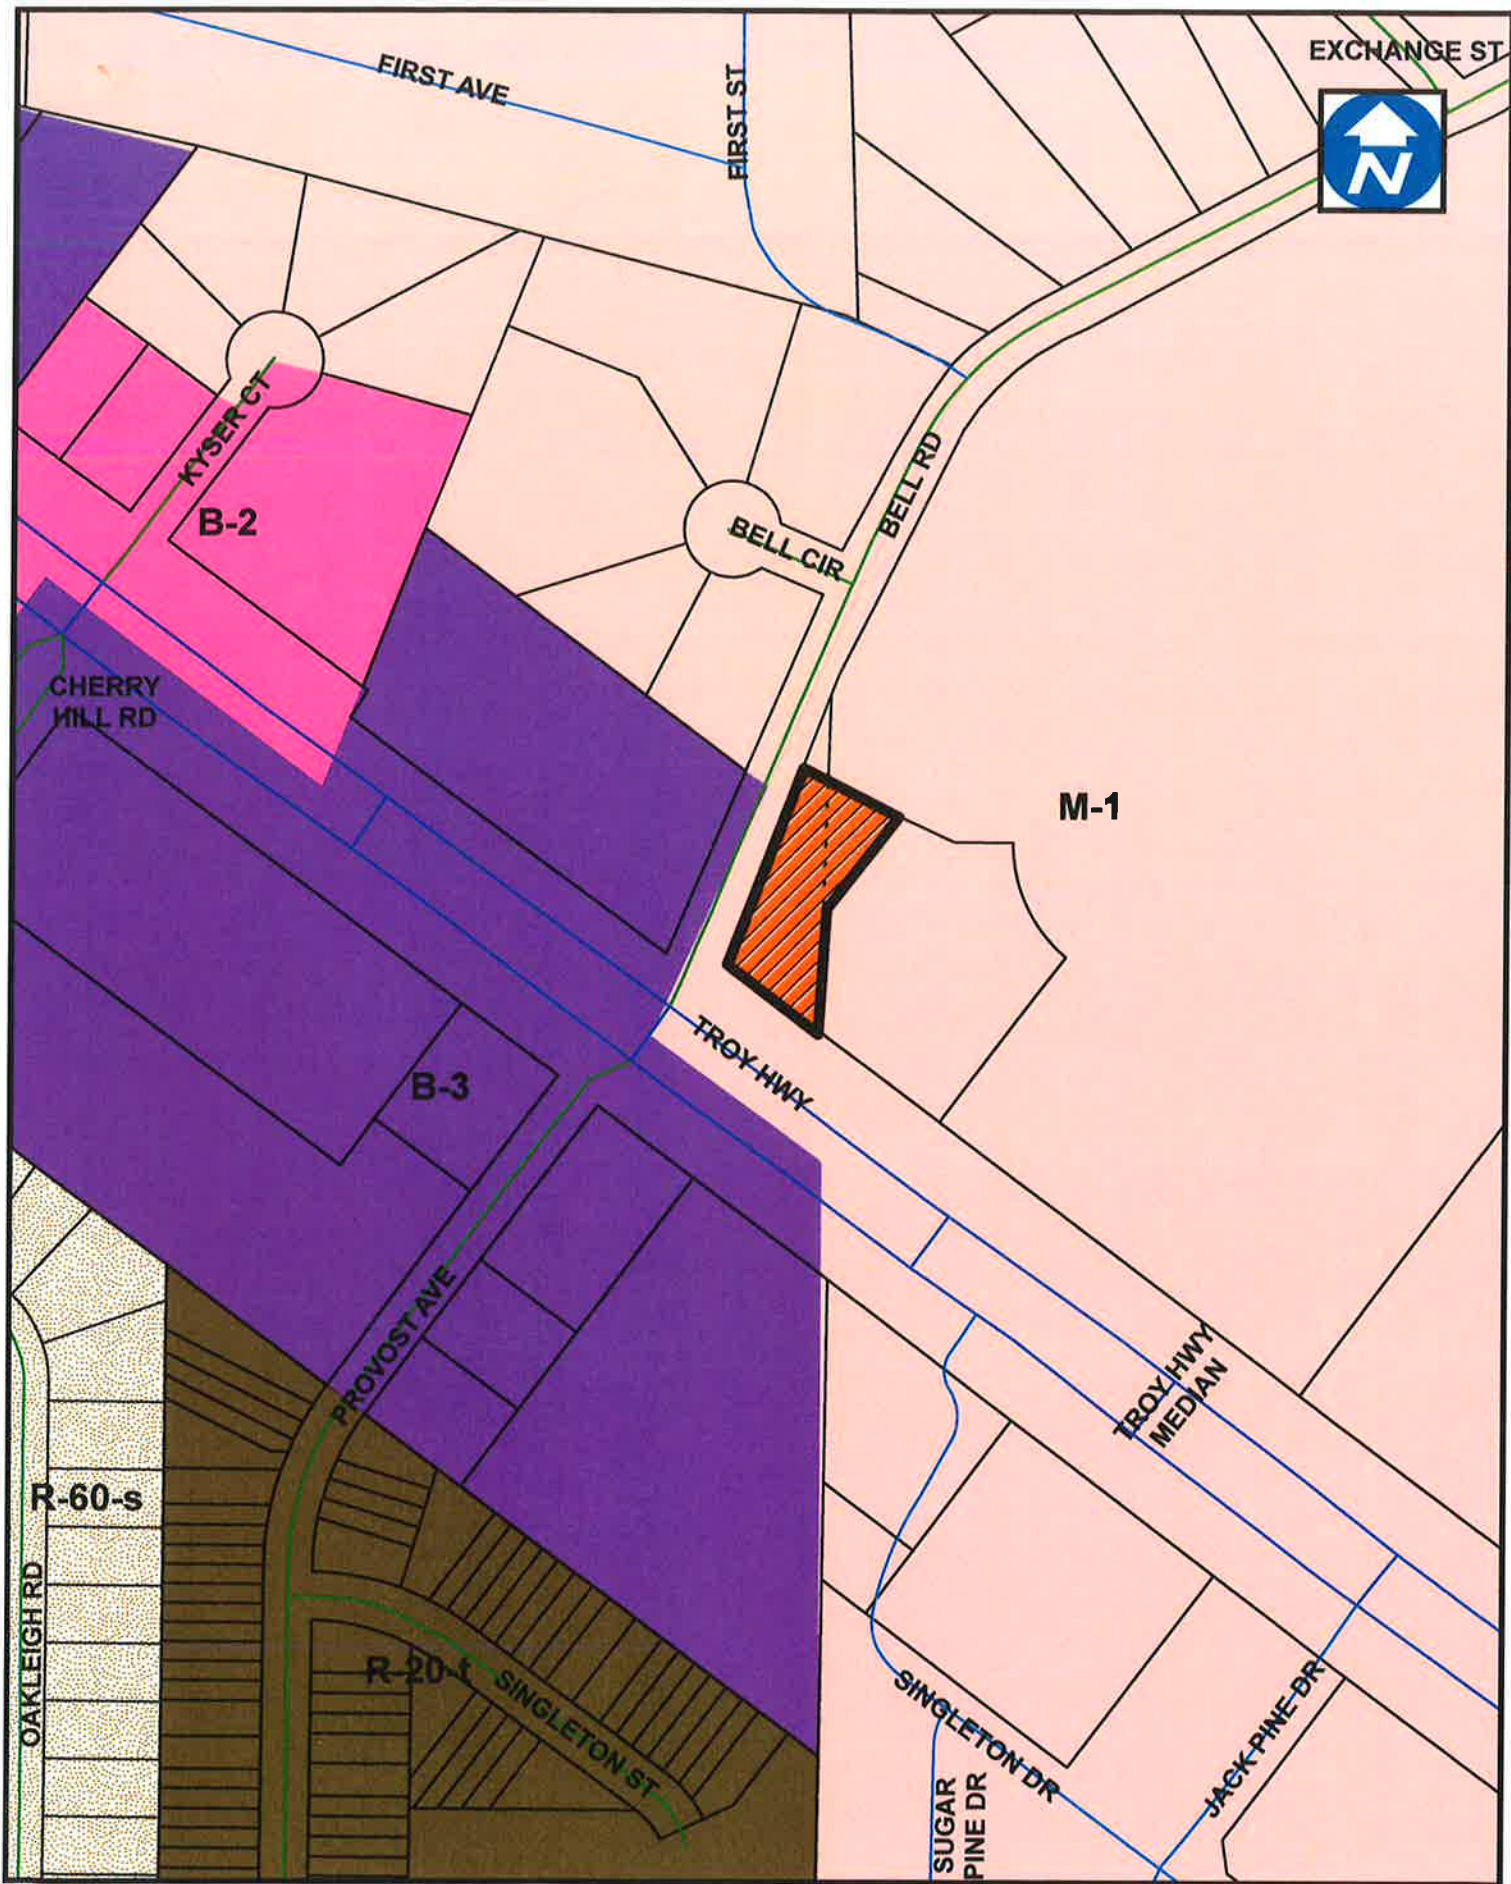 EXCHANGE ST
FIRST AVE
FIRST ST
N
KYSER CT
BELL RD
B-2
BELL CIR
CHERRY
HILL RD
M-1
TROY HWY
B-3
PROVOST AVE
TROY HWY
MEDIAN
R-60-s
OAKLEIGH RD
R-20-t
SINGLETON ST
SINGLETON DR
JACK PINE DR
SUGAR
PINE DR